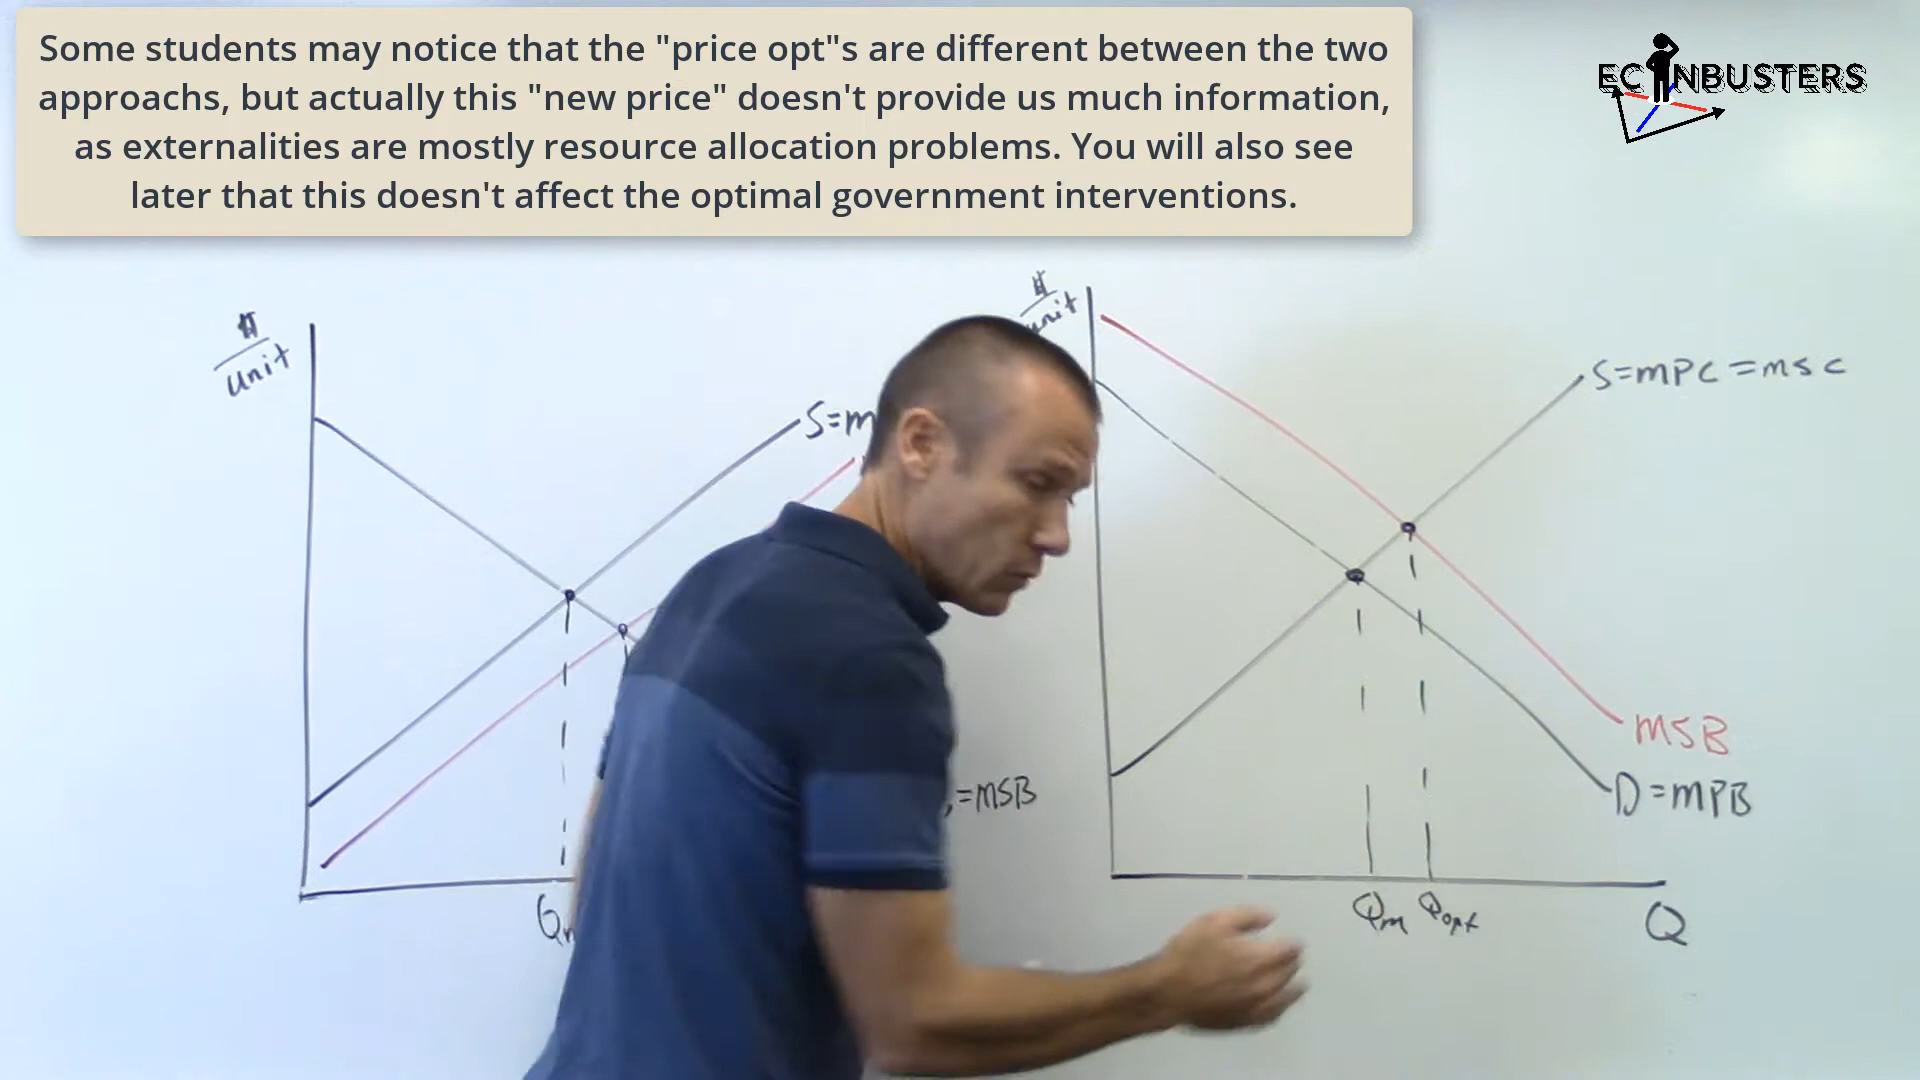 Some students may notice that the "price opt"s are different between the two
approachs, but actually this "new price" doesn't provide us much information,
as externalities are mostly resource allocation problems. You will also see
later that this doesn't affect the optimal government interventions.
EC NBUSTERS
unit
S=m
=MSB
Q
unit
S=MPC=MSC
MSB
D=MPB
Qm Qopt
Q